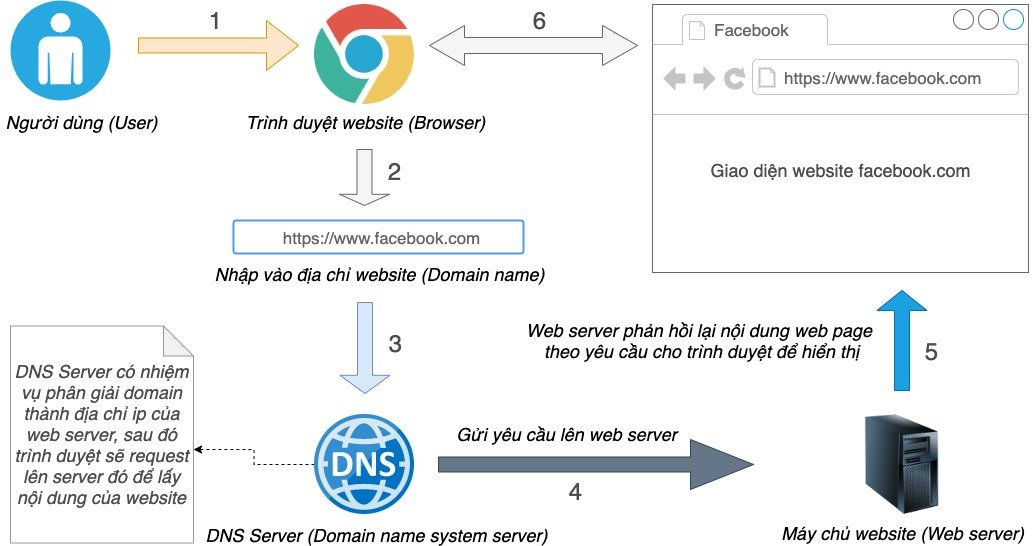 1
6
Facebook
https://www.facebook.com
Người dùng (User)
Trình duyệt website (Browser)
2
Giao diện website facebook.com
https://www.facebook.com
Nhập vào địa chỉ website (Domain name)
3
Web server phản hồi lại nội dung web page
theo yêu cầu cho trình duyệt để hiển thị
5
DNS Server có nhiệm
vụ phân giải domain
thành địa chỉ ip của
web server, sau đó
trình duyệt sẽ request
lên server đó để lấy
nội dung của website
DNS
Gửi yêu cầu lên web server
4
DNS Server (Domain name system server)
Máy chủ website (Web server)